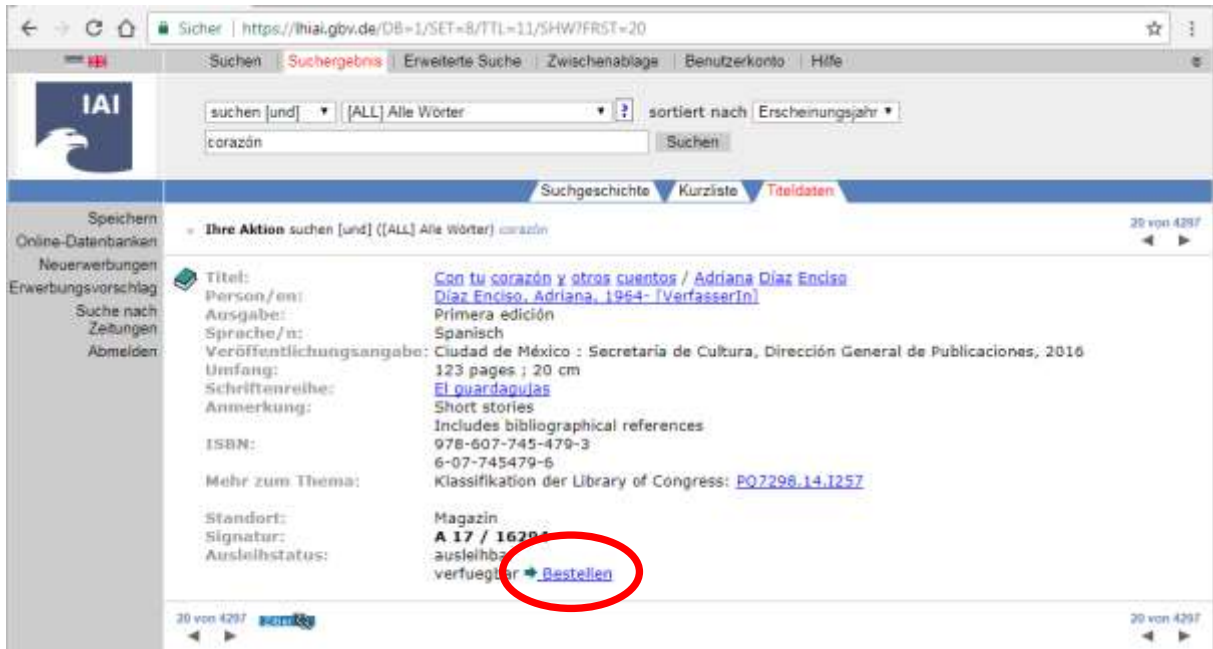 Sicher | https://lhiai.gbv.de/DB=1/SET=8/TTL=11/SHW?FRST=20
Suchen | Suchergebnis | Erweiterte Suche | Zwischenablage | Benutzerkonto | Hilfe
IAI
suchen [und] [ALL] Alle Wörter ? sortiert nach Erscheinungsjahr
corazón Suchen
Suchgeschichte Kurzliste Titeldaten
Speichern
Online-Datenbanken
Neuerwerbungen
Erwerbungsvorschlag
Suche nach
Zeitungen
Abmelden
Ihre Aktion suchen [und] ([ALL] Alle Wörter) corazón
20 von 4297
Titel: Con tu corazón y otros cuentos / Adriana Díaz Enciso
Person/en: Díaz Enciso, Adriana, 1964- [VerfasserIn]
Ausgabe: Primera edición
Sprache/n: Spanisch
Veröffentlichungsangabe: Ciudad de México : Secretaría de Cultura, Dirección General de Publicaciones, 2016
Umfang: 123 pages ; 20 cm
Schriftenreihe: El guardagujas
Anmerkung: Short stories
Includes bibliographical references
ISBN: 978-607-745-479-3
6-07-745479-6
Mehr zum Thema: Klassifikation der Library of Congress: PQ7298.14.I257
Standort: Magazin
Signatur: A 17 / 16294
Ausleihstatus: ausleihba
verfuegbar Bestellen
20 von 4297
20 von 4297